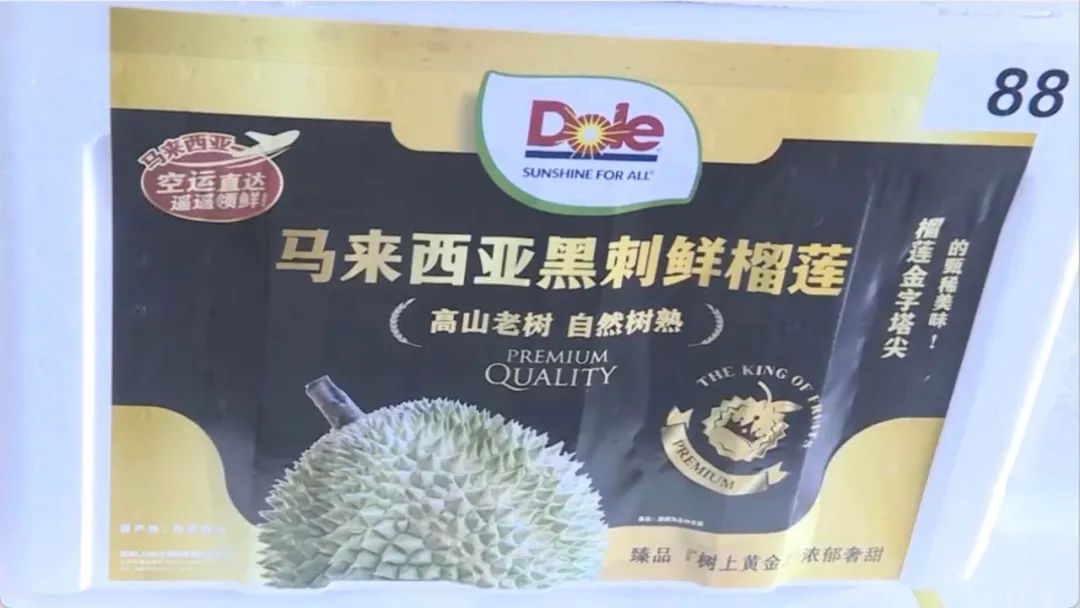 88
Dole
SUNSHINE FOR ALL
马来西亚
空运直达
遥遥领鲜!
马来西亚黑刺鲜榴莲
高山老树 自然树熟
PREMIUM
QUALITY
榴莲金字塔尖
的甄稀美味!
THE KING OF FRUITS
PREMIUM
臻品『树上黄金』浓郁奢甜